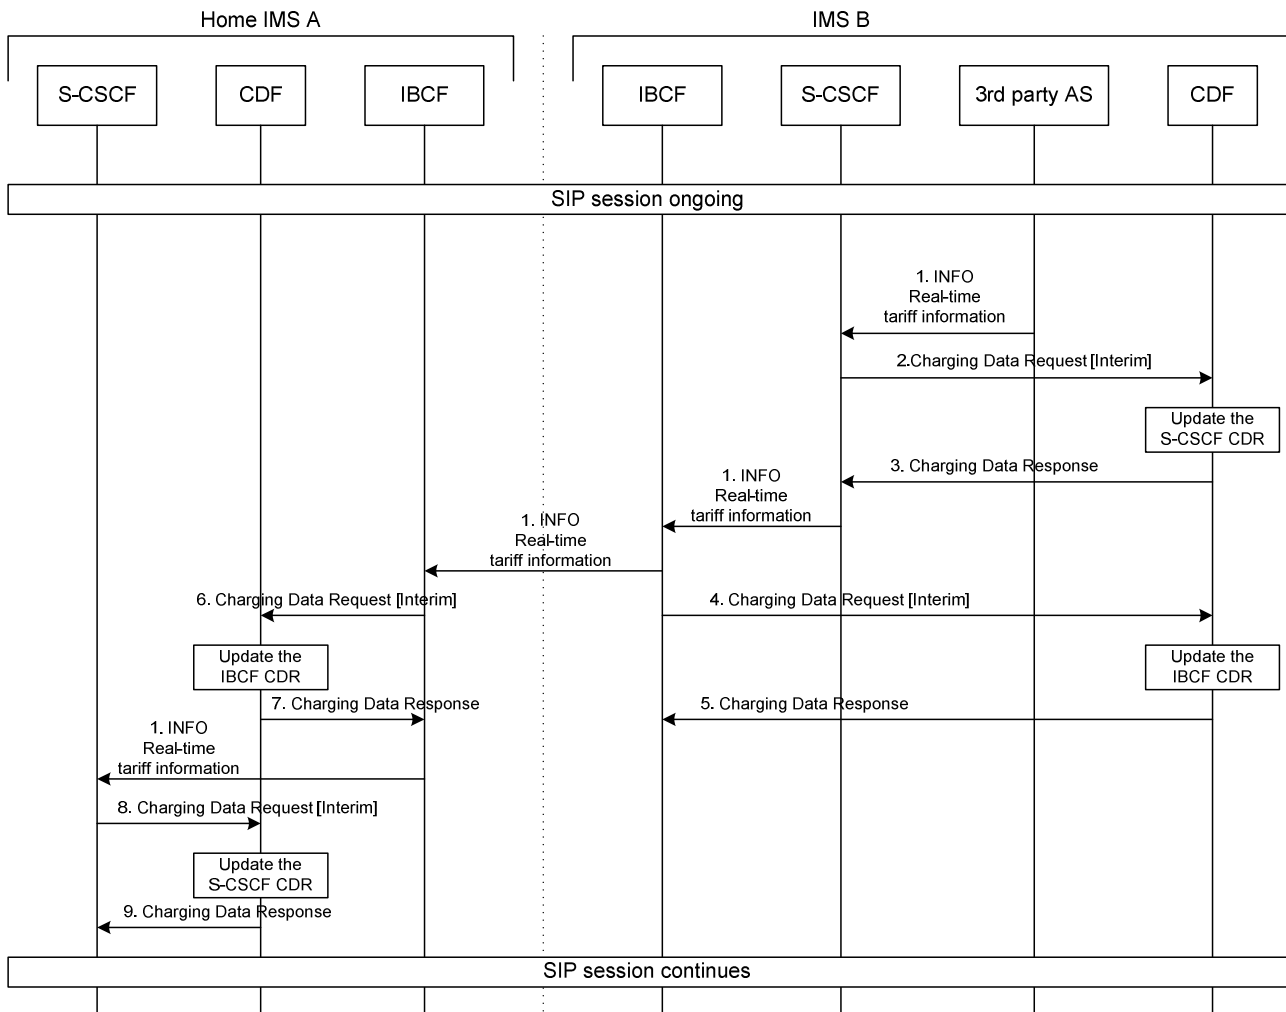 Home IMS A
IMS B
S-CSCF
CDF
IBCF
IBCF
S-CSCF
3rd party AS
CDF
SIP session ongoing
1. INFO
Real-time
tariff information
2.Charging Data Request [Interim]
Update the
S-CSCF CDR
3. Charging Data Response
1. INFO
Real-time
tariff information
1. INFO
Real-time
tariff information
6. Charging Data Request [Interim]
4. Charging Data Request [Interim]
Update the
IBCF CDR
Update the
IBCF CDR
7. Charging Data Response
5. Charging Data Response
1. INFO
Real-time
tariff information
8. Charging Data Request [Interim]
Update the
S-CSCF CDR
9. Charging Data Response
SIP session continues